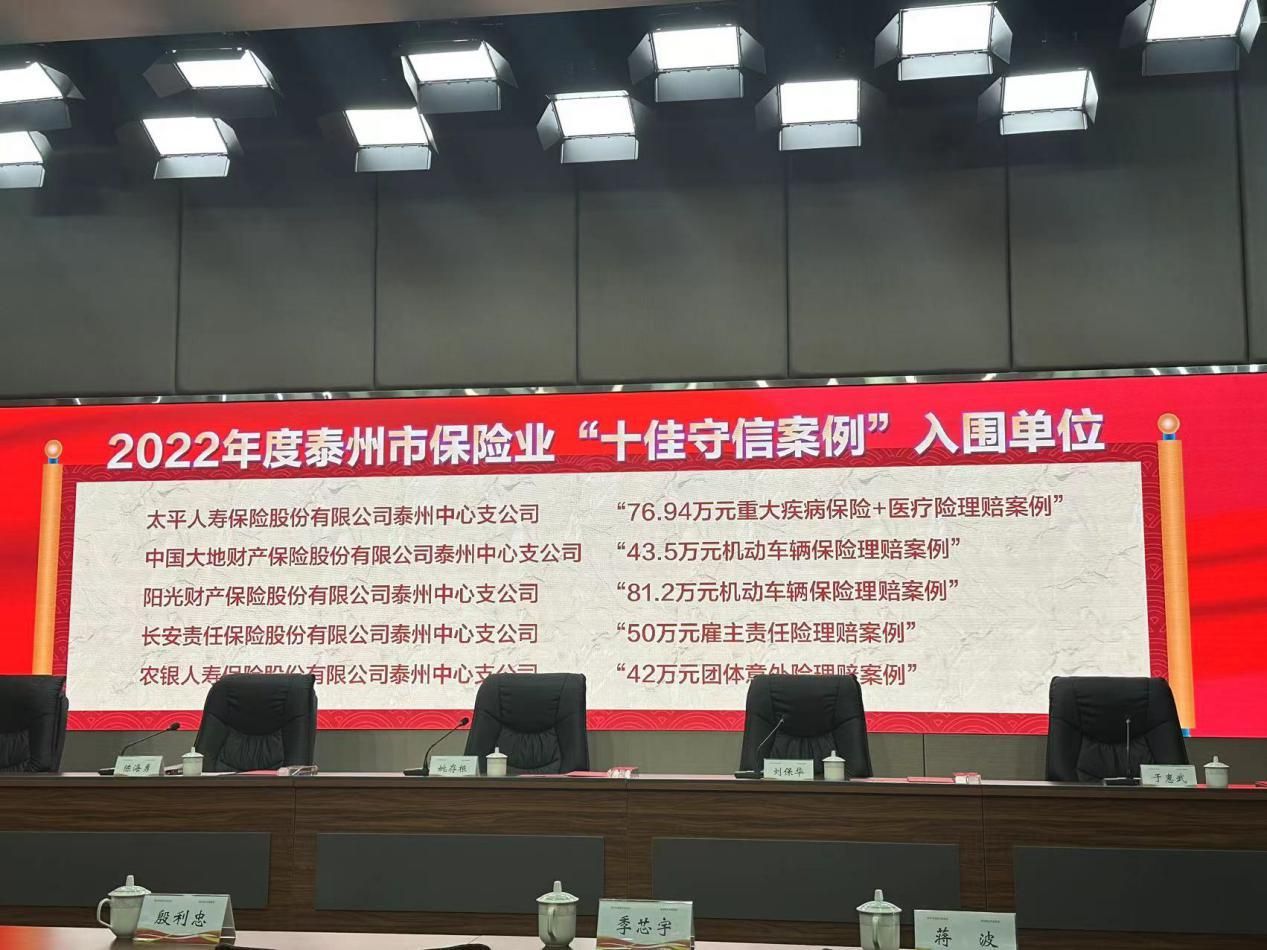 2022年度泰州市保险业“十佳守信案例”入围单位
太平人寿保险股份有限公司泰州中心支公司 “76.94万元重大疾病保险+医疗险理赔案例”
中国大地财产保险股份有限公司泰州中心支公司 “43.5万元机动车辆保险理赔案例”
阳光财产保险股份有限公司泰州中心支公司 “81.2万元机动车辆保险理赔案例”
长安责任保险股份有限公司泰州中心支公司 “50万元雇主责任险理赔案例”
农银人寿保险股份有限公司泰州中心支公司 “42万元团体意外险理赔案例”
姚存根
刘保华
于惠武
殷利忠
季芯宇
蒋波